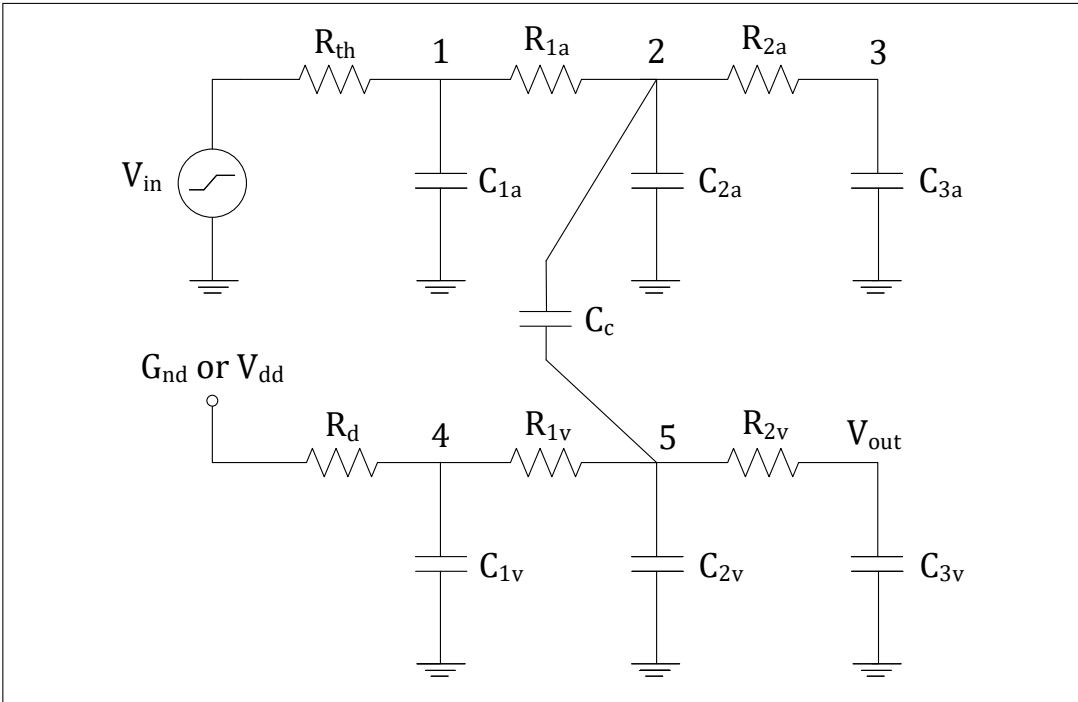 R_th 1 R_1a 2 R_2a 3
V_in C_1a C_2a C_3a
C_c
G_nd or V_dd
R_d 4 R_1v 5 R_2v V_out
C_1v C_2v C_3v